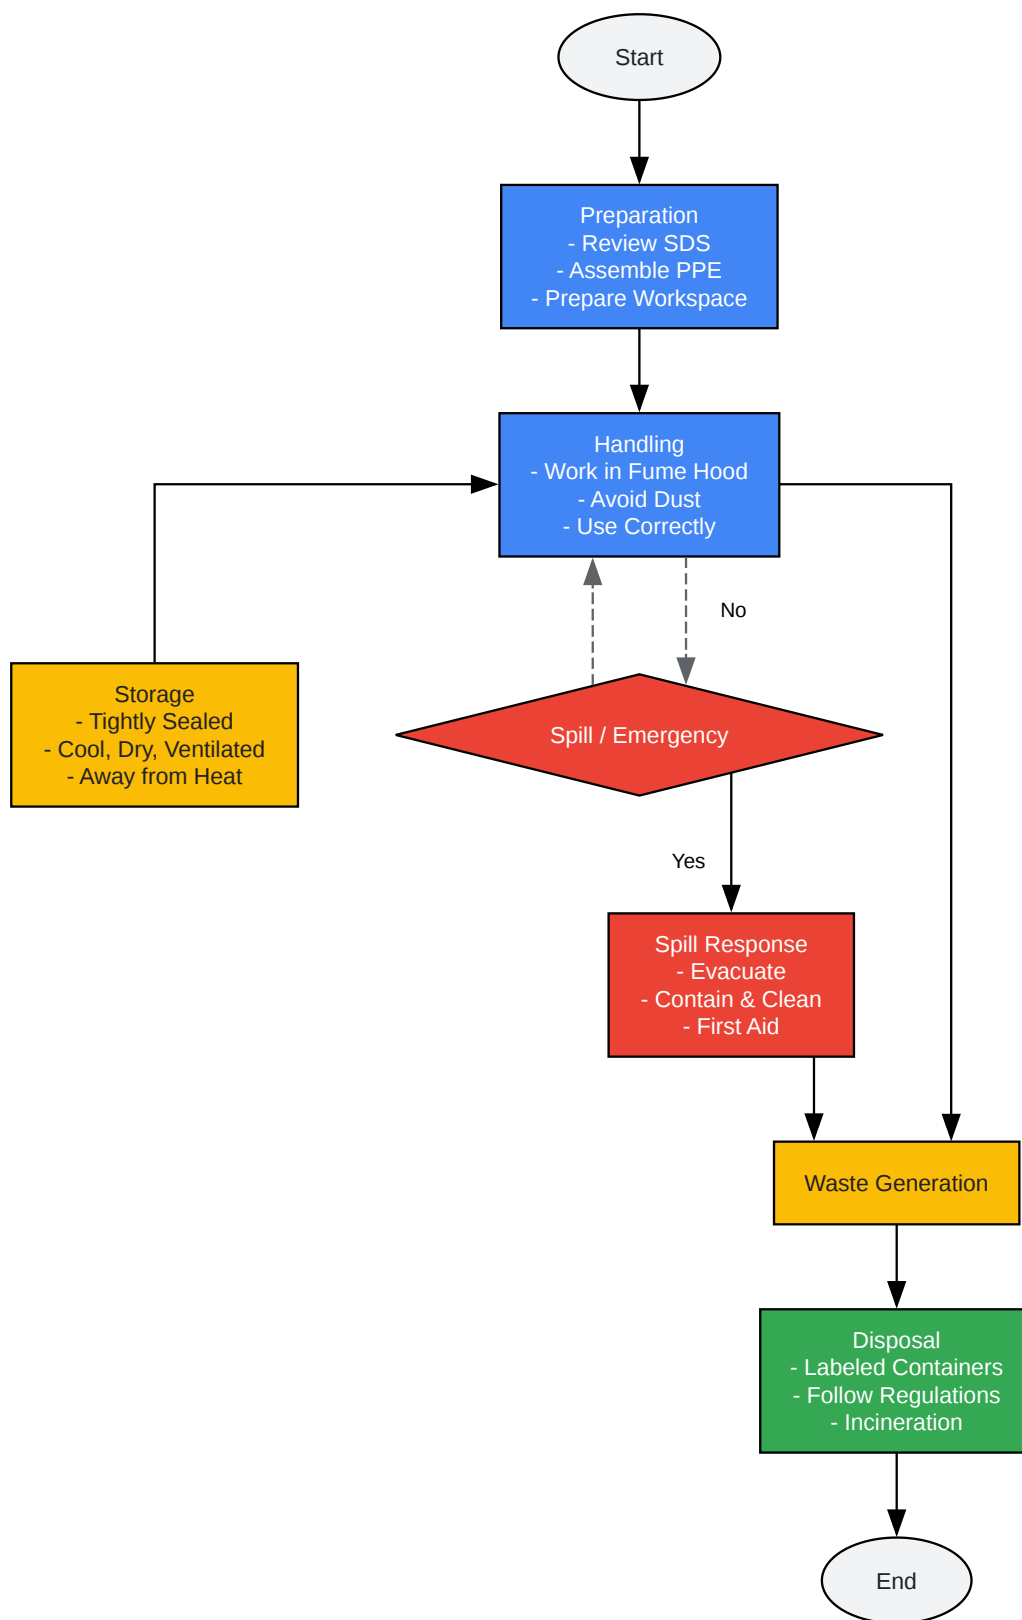 Start
Preparation
- Review SDS
- Assemble PPE
- Prepare Workspace
Handling
- Work in Fume Hood
- Avoid Dust
- Use Correctly
No
Storage
- Tightly Sealed
- Cool, Dry, Ventilated
- Away from Heat
Spill / Emergency
Yes
Spill Response
- Evacuate
- Contain & Clean
- First Aid
Waste Generation
Disposal
- Labeled Containers
- Follow Regulations
- Incineration
End